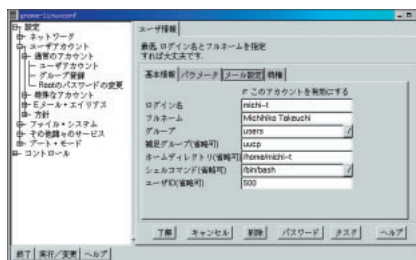 gnome-linuxconf
設定
ネットワーク
ユーザアカウント
通常のアカウント
ユーザアカウント
グループ登録
Rootのパスワードの変更
特殊なアカウント
Eメール・エイリアス
方針
ファイル・システム
その他諸々のサービス
ブート・モード
コントロール
終了 実行/変更 ヘルプ
ユーザ情報
最低 ログイン名とフルネームを指定
すれば大丈夫です.
基本情報 パラメータ メール設定 特権
このアカウントを有効にする
ログイン名 michi-t
フルネーム Michihiko Takeuchi
グループ users
補足グループ(省略可) uucp
ホームディレクトリ(省略可) /home/michi-t
シェルコマンド(省略可) /bin/bash
ユーザID(省略可) 500
了解 キャンセル 削除 パスワード タスク ヘルプ